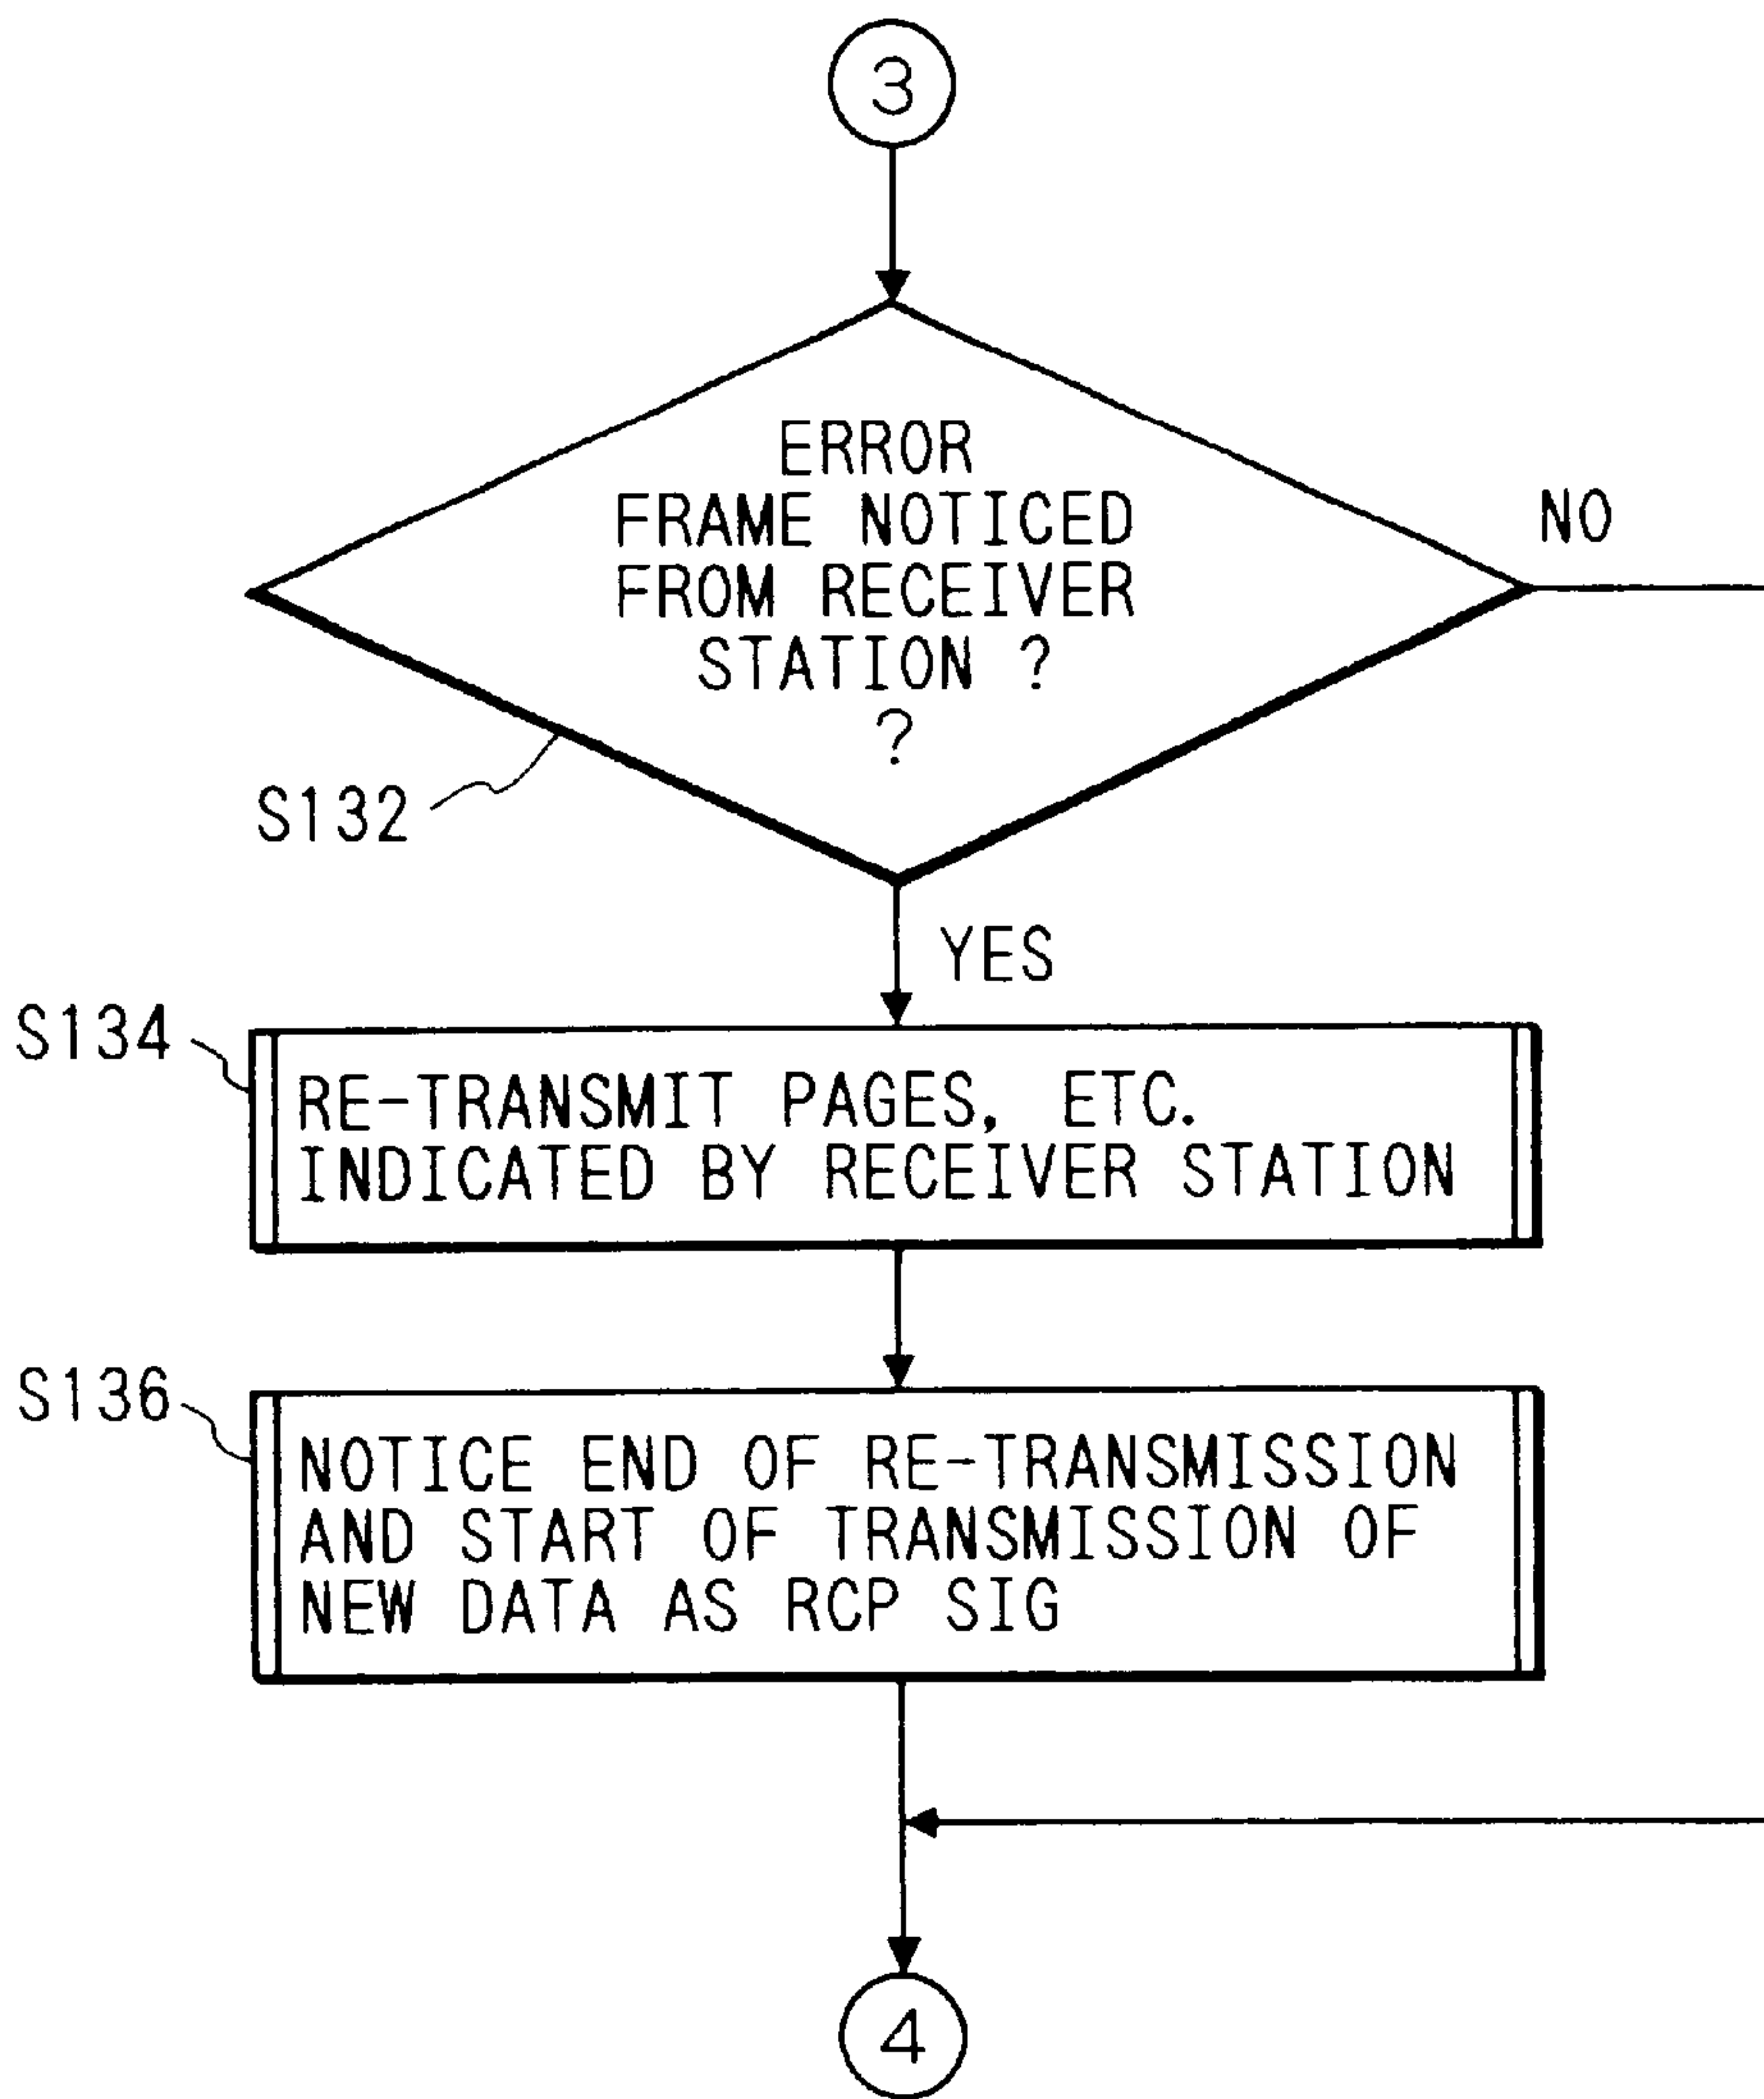 3
ERROR
FRAME NOTICED
FROM RECEIVER
STATION ?
?
NO
S132
YES
S134
RE-TRANSMIT PAGES, ETC.
INDICATED BY RECEIVER STATION
S136
NOTICE END OF RE-TRANSMISSION
AND START OF TRANSMISSION OF
NEW DATA AS RCP SIG
4